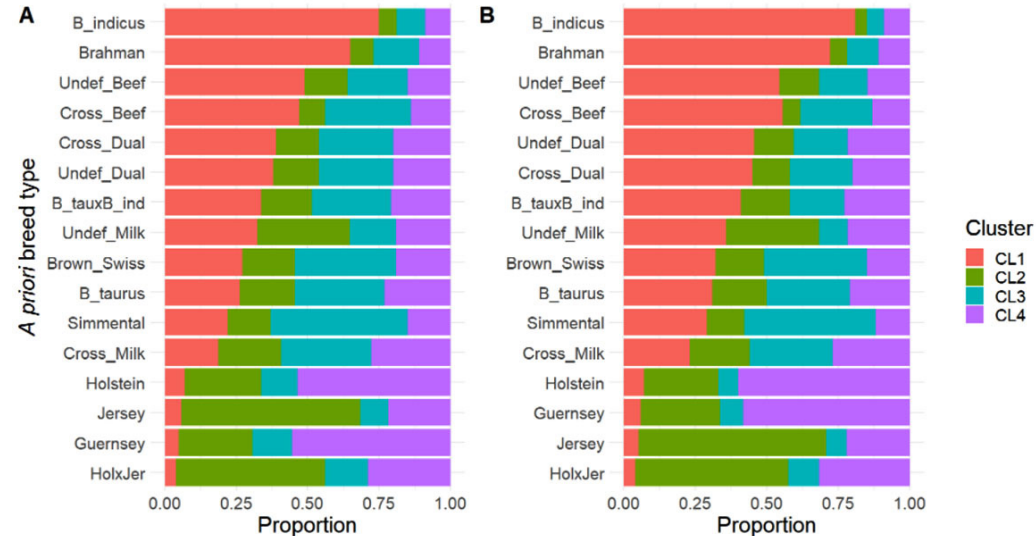 A
B_indicus
Brahman
Undef_Beef
Cross_Beef
Cross_Dual
Undef_Dual
B_tauxB_ind
Undef_Milk
Brown_Swiss
B_taurus
Simmental
Cross_Milk
Holstein
Jersey
Guernsey
HolxJer
A priori breed type
0.00 0.25 0.50 0.75 1.00
Proportion
B
B_indicus
Brahman
Undef_Beef
Cross_Beef
Undef_Dual
Cross_Dual
B_tauxB_ind
Undef_Milk
Brown_Swiss
B_taurus
Simmental
Cross_Milk
Holstein
Guernsey
Jersey
HolxJer
0.00 0.25 0.50 0.75 1.00
Proportion
Cluster
CL1
CL2
CL3
CL4